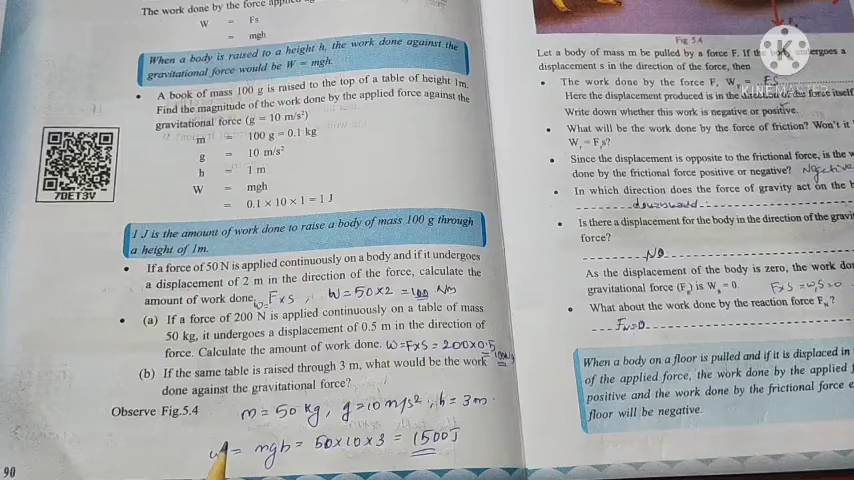 The work done by the force
W = Fs
= mgh
When a body is raised to a height h, the work done against the
gravitational force would be W = mgh.
• A book of mass 100 g is raised to the top of a table of height 1m.
Find the magnitude of the work done by the applied force against the
gravitational force (g = 10 m/s²)
m = 100 g = 0.1 kg
g = 10 m/s²
h = 1 m
W = mgh
= 0.1 × 10 × 1 = 1 J
7DET3V
1 J is the amount of work done to raise a body of mass 100 g through
a height of 1m.
• If a force of 50 N is applied continuously on a body and if it undergoes
a displacement of 2 m in the direction of the force, calculate the
amount of work done. W= F×S , W = 50×2 = 100 Nm
• (a) If a force of 200 N is applied continuously on a table of mass
50 kg, it undergoes a displacement of 0.5 m in the direction of
force. Calculate the amount of work done. W=F×S = 200×0.5
= 100
(b) If the same table is raised through 3 m, what would be the work
done against the gravitational force?
Observe Fig.5.4
m = 50 kg, g = 10 m/s², h = 3m.
= mgh = 50×10×3 = 1500J
90
Fig 5.4
K
KINEMASTER
Let a body of mass m be pulled by a force F. If the body undergoes a
displacement s in the direction of the force, then
• The work done by the force F, W = FS
Here the displacement produced is in the direction of the force itself
Write down whether this work is negative or positive.
• What will be the work done by the force of friction? Won't it
W = F s?
• Since the displacement is opposite to the frictional force, is the w
done by the frictional force positive or negative? Negative
• In which direction does the force of gravity act on the b
downward
• Is there a displacement for the body in the direction of the gravi
force?
NO
As the displacement of the body is zero, the work don
gravitational force (F) is W = 0. F×S = W, S=0
• What about the work done by the reaction force F?
F =0
When a body on a floor is pulled and if it is displaced in
of the applied force, the work done by the applied f
positive and the work done by the frictional force e
floor will be negative.